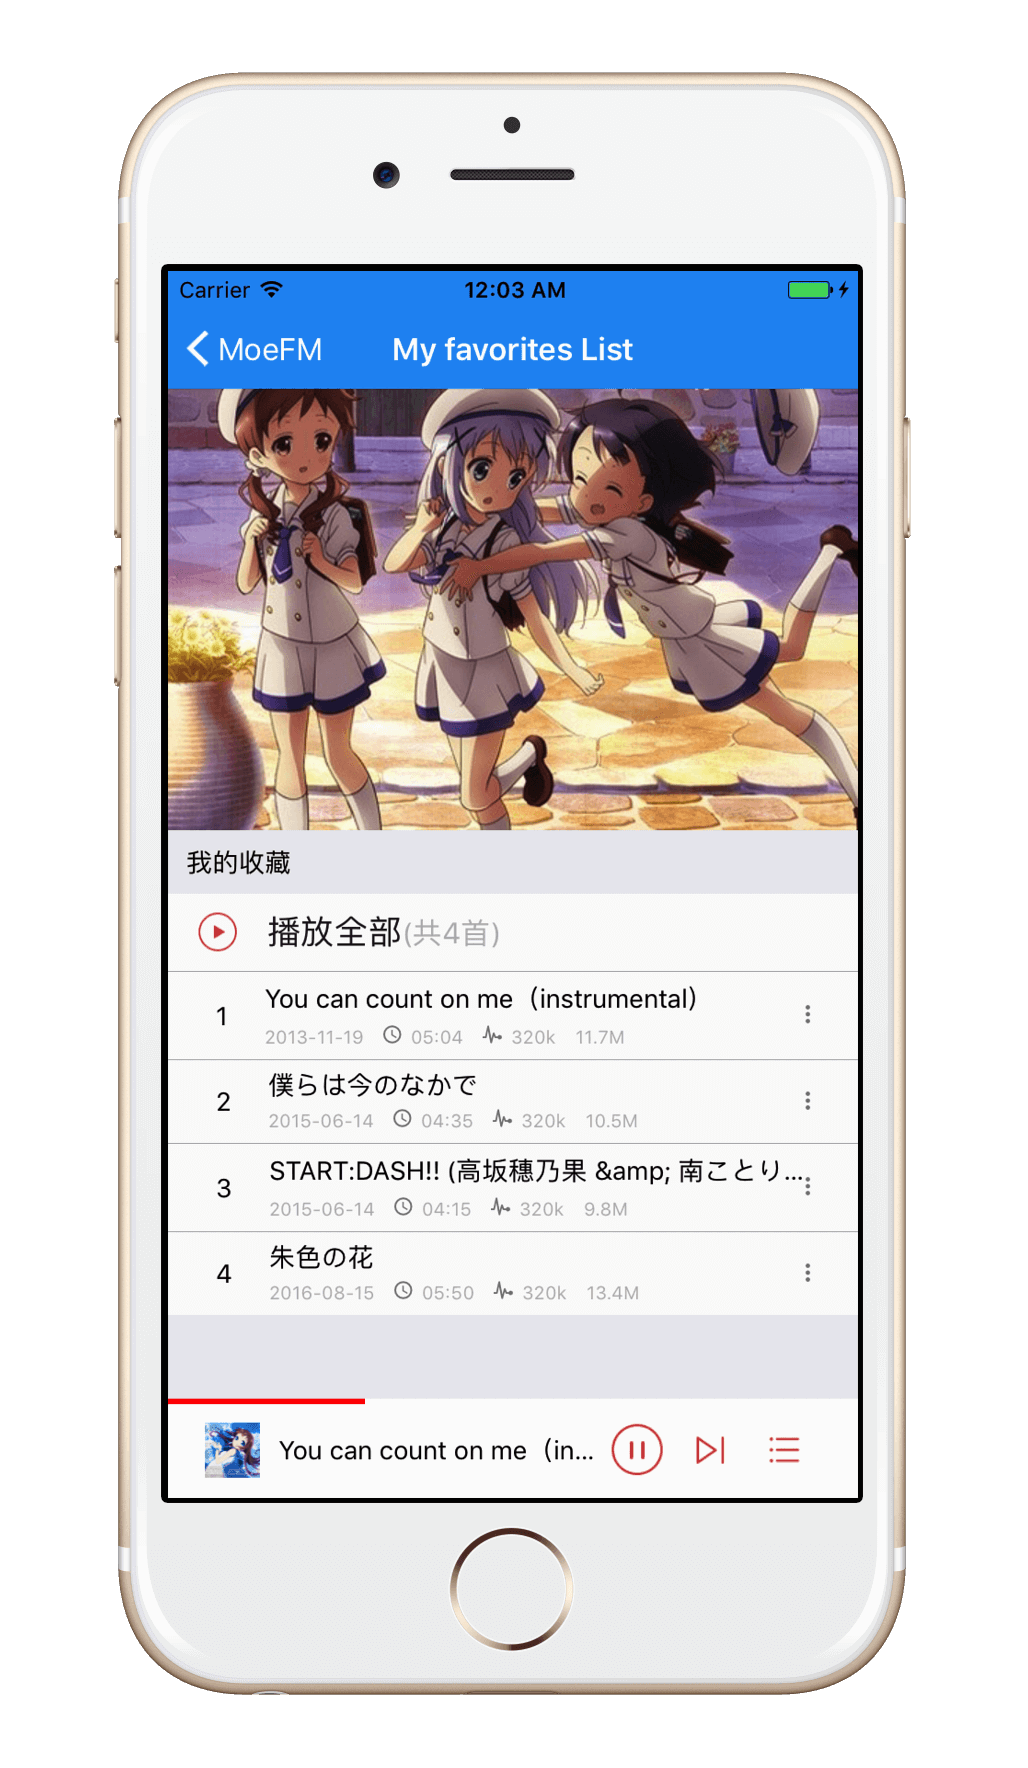 Carrier 12:03 AM
MoeFM My favorites List
我的收藏
播放全部(共4首)
1 You can count on me（instrumental）
2013-11-19 05:04 320k 11.7M
2 僕らは今のなかで
2015-06-14 04:35 320k 10.5M
3 START:DASH!! (高坂穂乃果 &amp; 南ことり...
2015-06-14 04:15 320k 9.8M
4 朱色の花
2016-08-15 05:50 320k 13.4M
You can count on me（in...